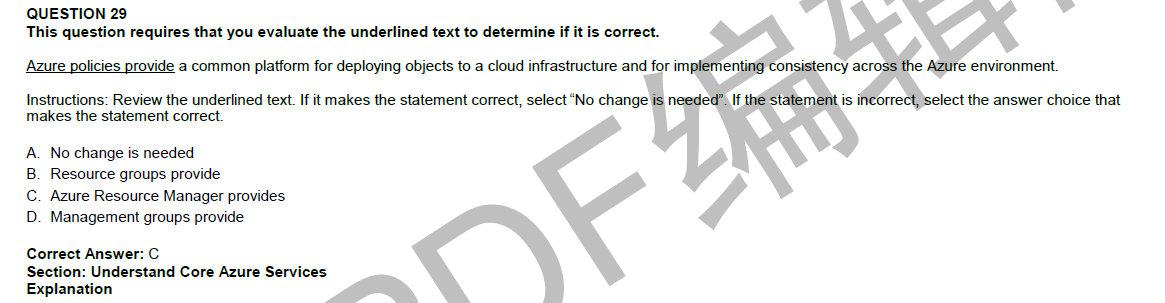 QUESTION 29
This question requires that you evaluate the underlined text to determine if it is correct.
Azure policies provide a common platform for deploying objects to a cloud infrastructure and for implementing consistency across the Azure environment.
Instructions: Review the underlined text. If it makes the statement correct, select “No change is needed”. If the statement is incorrect, select the answer choice that
makes the statement correct.
A. No change is needed
B. Resource groups provide
C. Azure Resource Manager provides
D. Management groups provide
Correct Answer: C
Section: Understand Core Azure Services
Explanation
PDF编辑